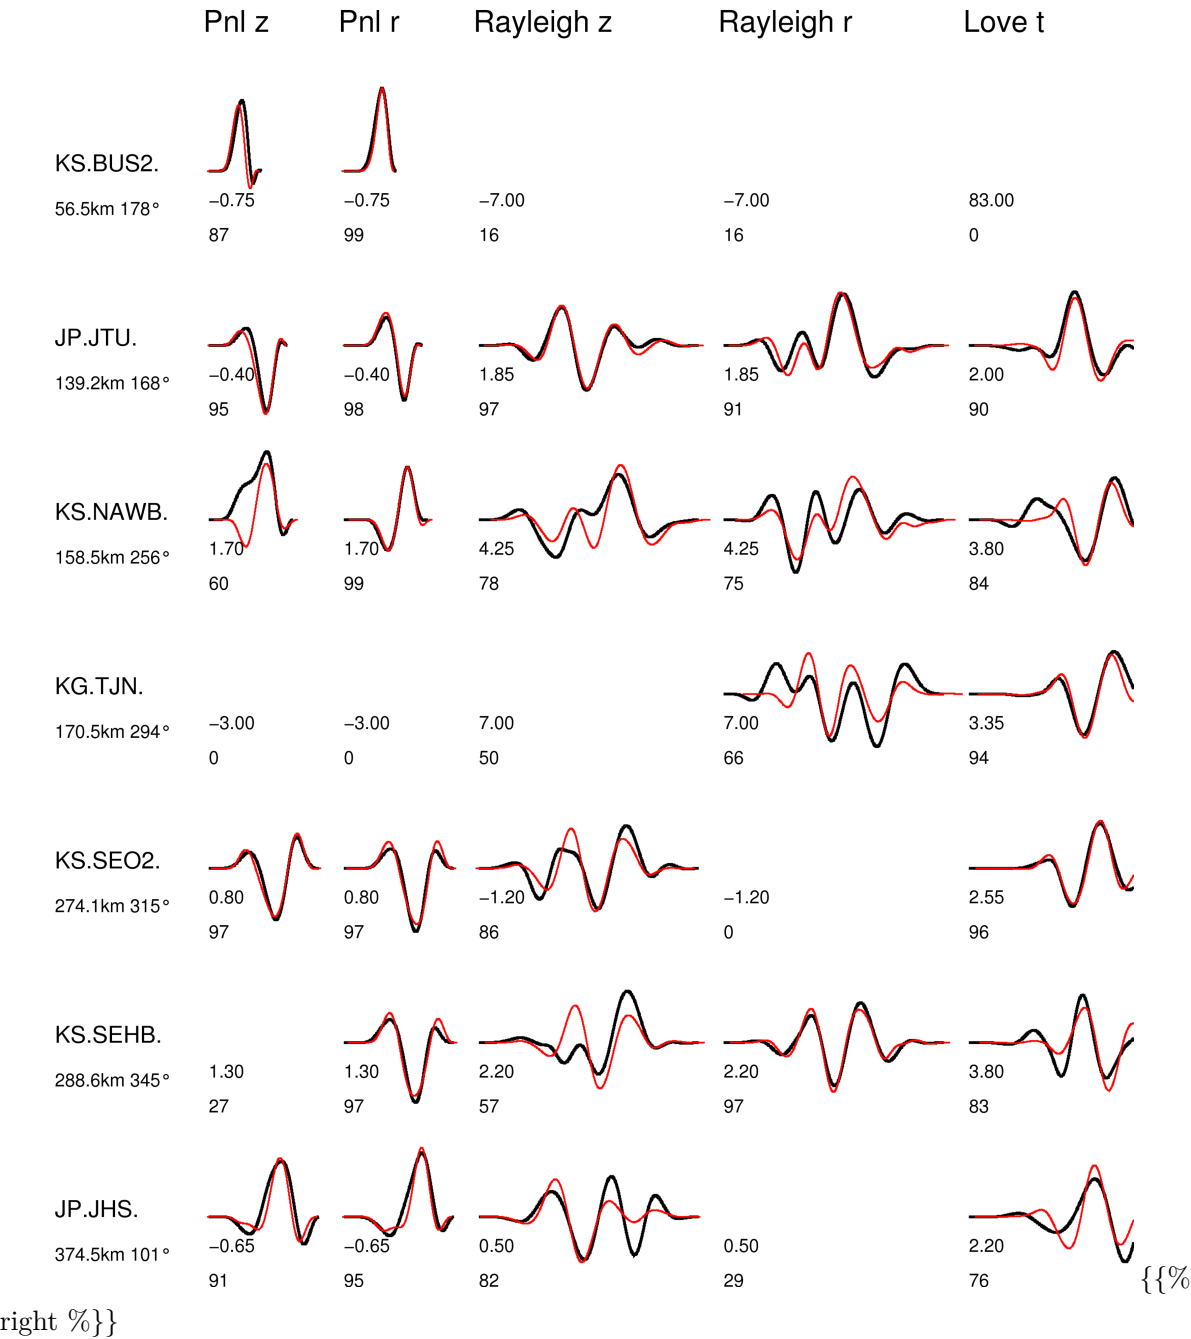 Pnl z Pnl r Rayleigh z Rayleigh r Love t
KS.BUS2.
56.5km 178° −0.75 −0.75 −7.00 −7.00 83.00
87 99 16 16 0
JP.JTU.
139.2km 168° −0.40 −0.40 1.85 1.85 2.00
95 98 97 91 90
KS.NAWB.
158.5km 256° 1.70 1.70 4.25 4.25 3.80
60 99 78 75 84
KG.TJN.
170.5km 294° −3.00 −3.00 7.00 7.00 3.35
0 0 50 66 94
KS.SEO2.
274.1km 315° 0.80 0.80 −1.20 −1.20 2.55
97 97 86 0 96
KS.SEHB.
288.6km 345° 1.30 1.30 2.20 2.20 3.80
27 97 57 97 83
JP.JHS.
374.5km 101° −0.65 −0.65 0.50 0.50 2.20
91 95 82 29 76
{{%
right %}}